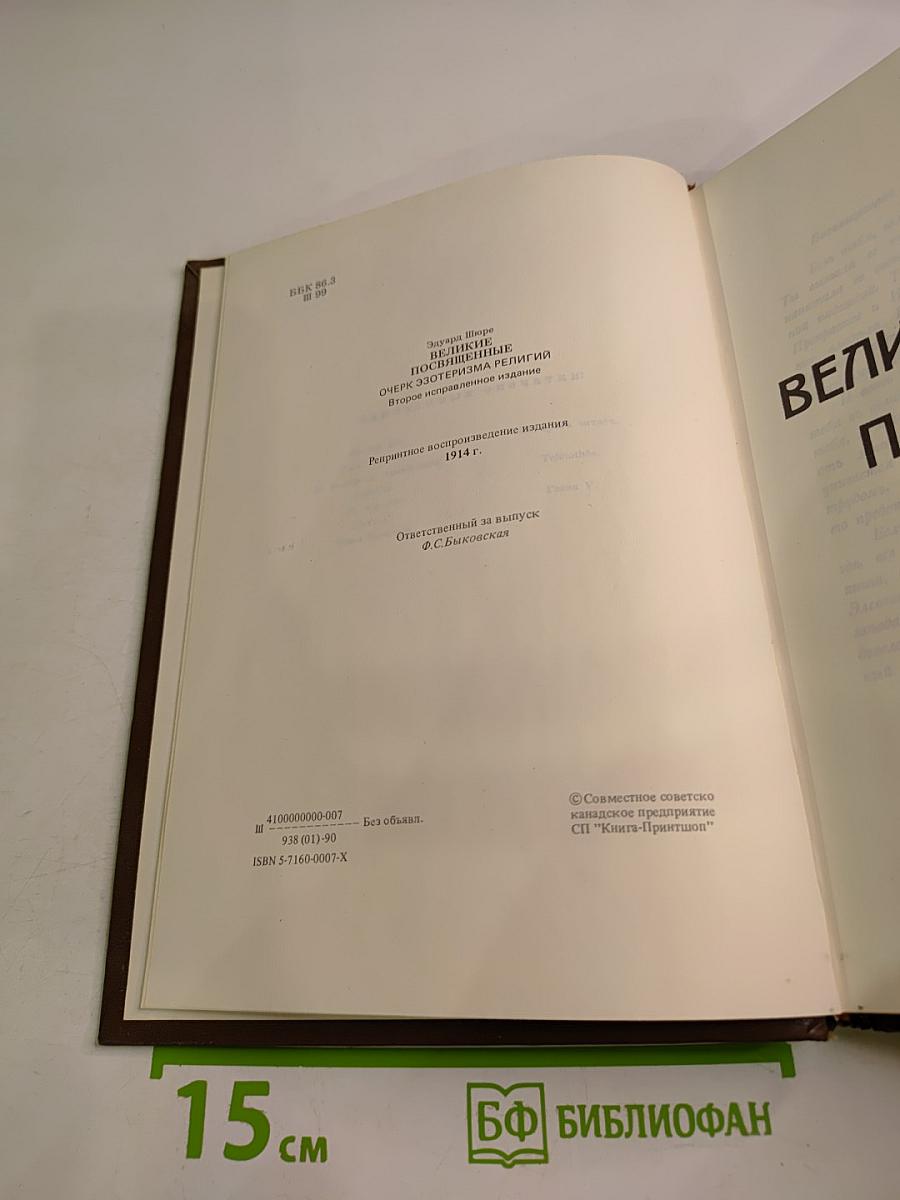 ББК 86.3
Ш 99
Эдуард Шюре
ВЕЛИКИЕ
ПОСВЯЩЕННЫЕ
ОЧЕРК ЭЗОТЕРИЗМА РЕЛИГИЙ
Второе исправленное издание
Репринтное воспроизведение издания
1914 г.
Ответственный за выпуск
Ф.С.Быковская
Ш 4100000000-007 Без объявл.
938 (01)-90
ISBN 5-7160-0007-X
© Совместное советско
канадское предприятие
СП "Книга-Принтшоп"
ВЕЛИ
П
15 см
БФ БИБЛИОФАН